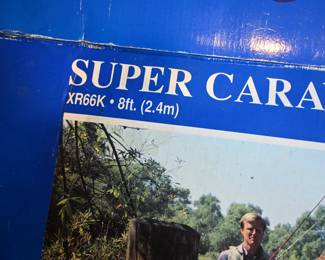 SUPER CARA
XR66K • 8ft. (2.4m)